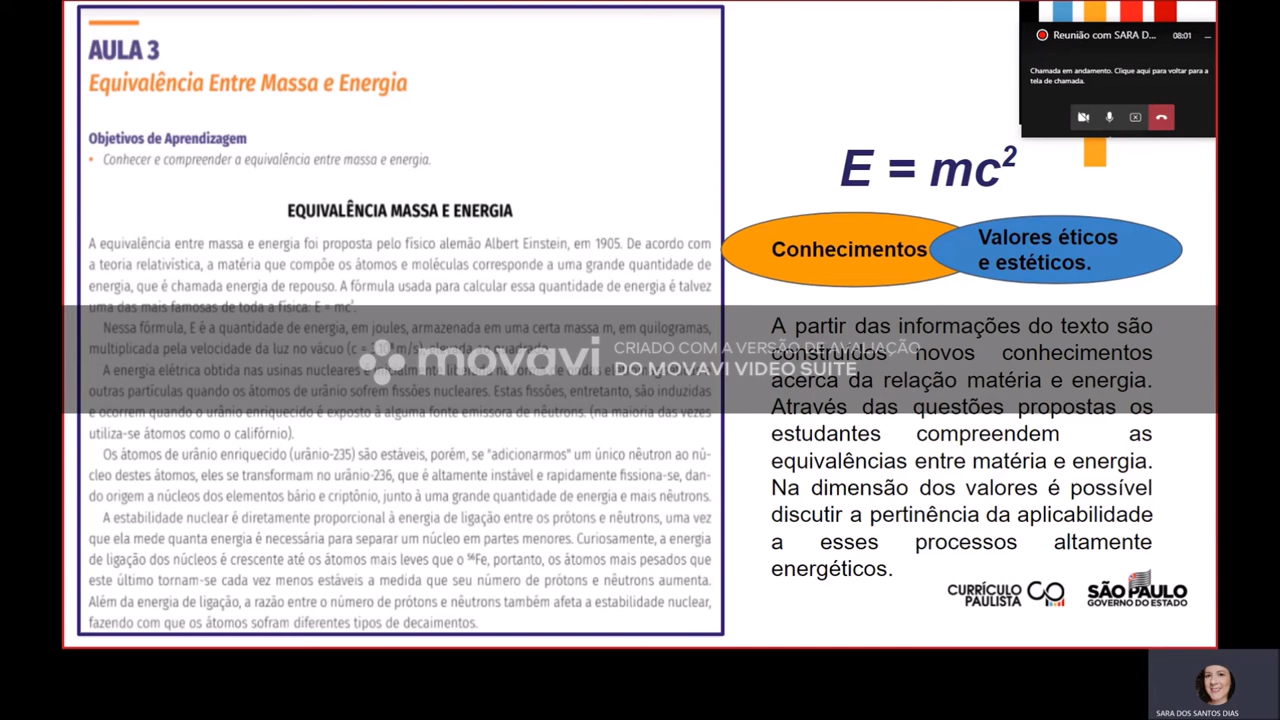 AULA 3
Equivalência Entre Massa e Energia
Objetivos de Aprendizagem
• Conhecer e compreender a equivalência entre massa e energia.
EQUIVALÊNCIA MASSA E ENERGIA
A equivalência entre massa e energia foi proposta pelo físico alemão Albert Einstein, em 1905. De acordo com
a teoria relativística, a matéria que compõe os átomos e moléculas corresponde a uma grande quantidade de
energia, que é chamada energia de repouso. A fórmula usada para calcular essa quantidade de energia é talvez
uma das mais famosas de toda a física: E = mc².
Nessa fórmula, E é a quantidade de energia, em joules, armazenada em uma certa massa m, em quilogramas,
multiplicada pela velocidade da luz no vácuo (c = m/s) elevada ao quadrado.
A energia elétrica obtida nas usinas nucleares é
outras partículas quando os átomos de urânio sofrem fissões nucleares. Estas fissões, entretanto, são induzidas
e ocorrem quando o urânio enriquecido é exposto à alguma fonte emissora de nêutrons. (na maioria das vezes
utiliza-se átomos como o califórnio).
Os átomos de urânio enriquecido (urânio-235) são estáveis, porém, se "adicionarmos" um único nêutron ao nú-
cleo destes átomos, eles se transformam no urânio-236, que é altamente instável e rapidamente fissiona-se, dan-
do origem a núcleos dos elementos bário e criptônio, junto à uma grande quantidade de energia e mais nêutrons.
A estabilidade nuclear é diretamente proporcional à energia de ligação entre os prótons e nêutrons, uma vez
que ela mede quanta energia é necessária para separar um núcleo em partes menores. Curiosamente, a energia
de ligação dos núcleos é crescente até os átomos mais leves que o ⁵⁶Fe, portanto, os átomos mais pesados que
este último tornam-se cada vez menos estáveis a medida que seu número de prótons e nêutrons aumenta.
Além da energia de ligação, a razão entre o número de prótons e nêutrons também afeta a estabilidade nuclear,
fazendo com que os átomos sofram diferentes tipos de decaimentos.
Reunião com SARA D... 08:01
Chamada em andamento. Clique aqui para voltar para a
tela de chamada.
E = mc²
Conhecimentos
Valores éticos
e estéticos.
A partir das informações do texto são
construídos novos conhecimentos
acerca da relação matéria e energia.
Através das questões propostas os
estudantes compreendem as
equivalências entre matéria e energia.
Na dimensão dos valores é possível
discutir a pertinência da aplicabilidade
a esses processos altamente
energéticos.
movavi
CRIADO COM A VERSÃO DE AVALIAÇÃO
DO MOVAVI VIDEO SUITE
CURRÍCULO
PAULISTA
SÃO PAULO
GOVERNO DO ESTADO
SARA DOS SANTOS DIAS